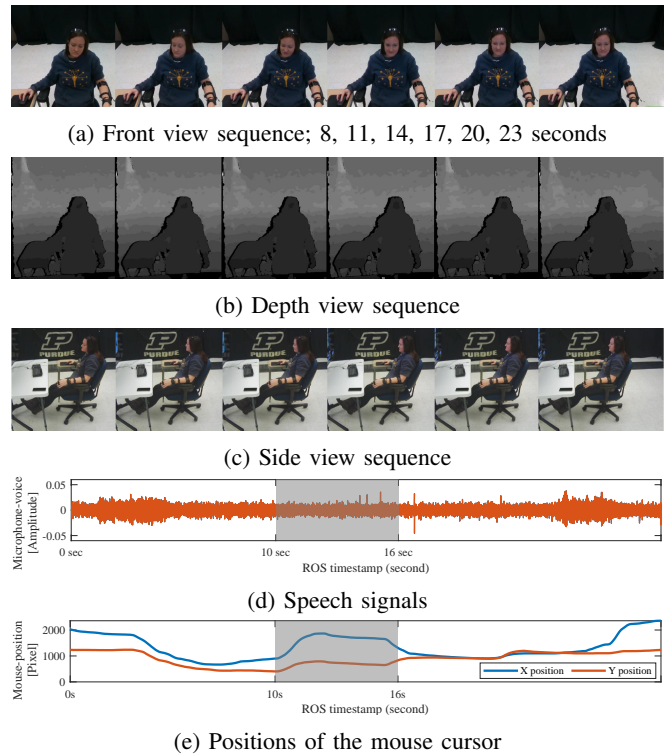 (a) Front view sequence; 8, 11, 14, 17, 20, 23 seconds
(b) Depth view sequence
P P P P P P
PURDUE PURDUE PURDUE PURDUE PURDUE PURDUE
(c) Side view sequence
Microphone-voice
[Amplitude]
0.05
0
-0.05
0 sec 10 sec 16 sec
ROS timestamp (second)
(d) Speech signals
Mouse-position
[Pixel]
2000
1000
0
X position Y position
0s 10s 16s
ROS timestamp (second)
(e) Positions of the mouse cursor